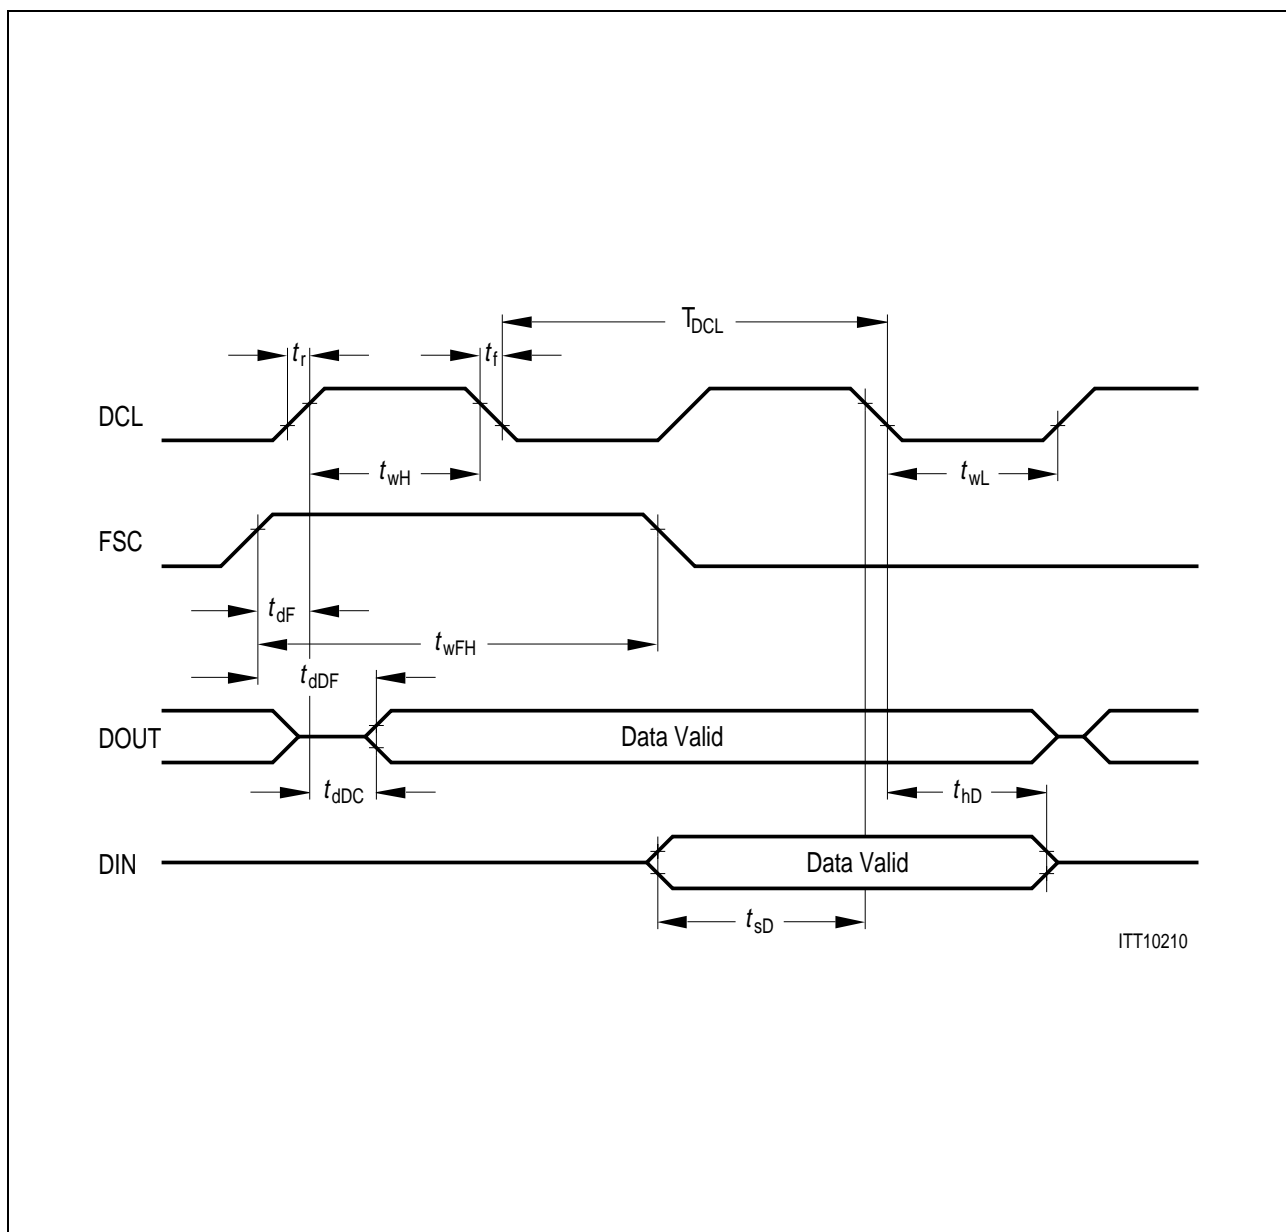 T_DCL
t_r
t_f
DCL
t_wH
t_wL
FSC
t_dF
t_wFH
t_dDF
DOUT
Data Valid
t_dDC
t_hD
DIN
Data Valid
t_sD
ITT10210